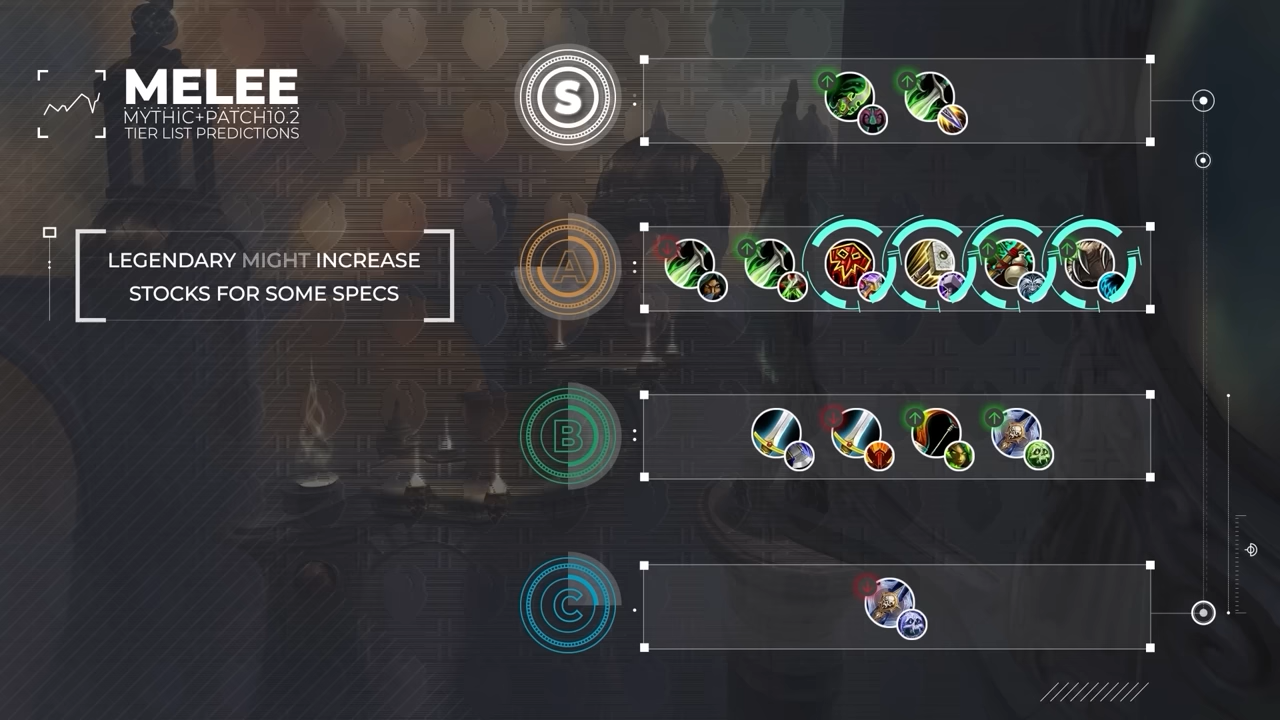 MELEE
MYTHIC+PATCH10.2
TIER LIST PREDICTIONS
LEGENDARY MIGHT INCREASE
STOCKS FOR SOME SPECS
S
A
B
C